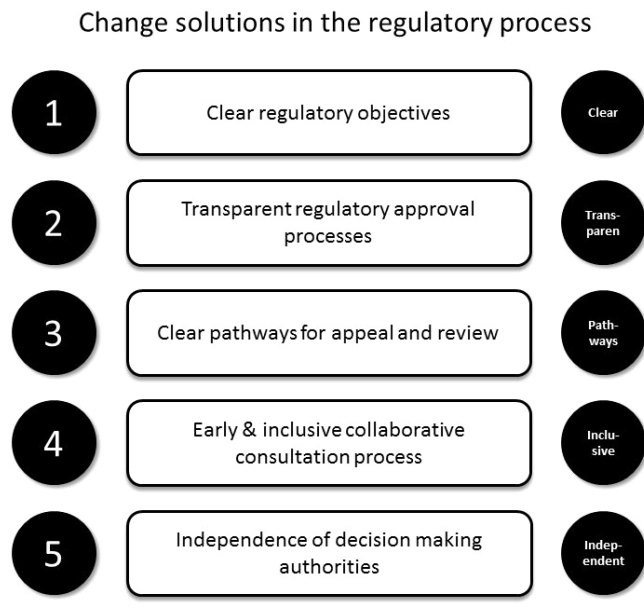 Change solutions in the regulatory process
1
Clear regulatory objectives
Clear
2
Transparent regulatory approval
processes
Trans-
paren
3
Clear pathways for appeal and review
Path-
ways
4
Early & inclusive collaborative
consultation process
Inclu-
sive
5
Independence of decision making
authorities
Indep-
endent